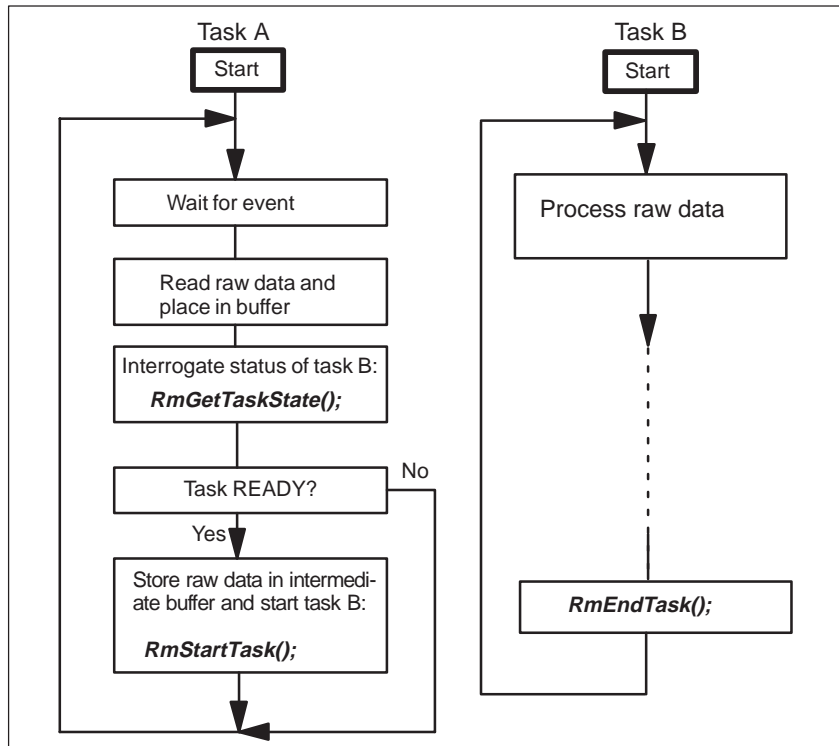 Task A
Start
Wait for event
Read raw data and
place in buffer
Interrogate status of task B:
RmGetTaskState();
Task READY?
No
Yes
Store raw data in intermedi-
ate buffer and start task B:
RmStartTask();
Task B
Start
Process raw data
RmEndTask();